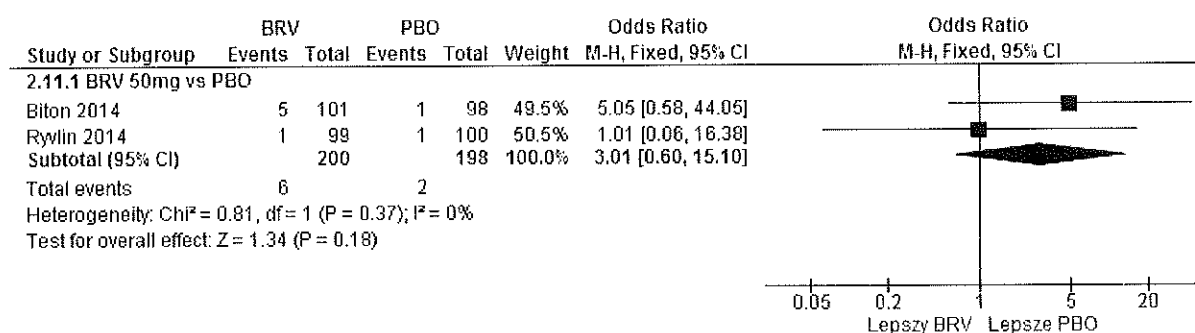 BRV PBO Odds Ratio Odds Ratio
Study or Subgroup Events Total Events Total Weight M-H, Fixed, 95% CI M-H, Fixed, 95% CI
2.11.1 BRV 50mg vs PBO
Biton 2014 5 101 1 98 49.5% 5.05 [0.58, 44.05]
Ryvlin 2014 1 99 1 100 50.5% 1.01 [0.06, 16.38]
Subtotal (95% CI) 200 198 100.0% 3.01 [0.60, 15.10]
Total events 6 2
Heterogeneity: Chi² = 0.81, df = 1 (P = 0.37); I² = 0%
Test for overall effect: Z = 1.34 (P = 0.18)
0.05 0.2 1 5 20
Lepszy BRV Lepsze PBO